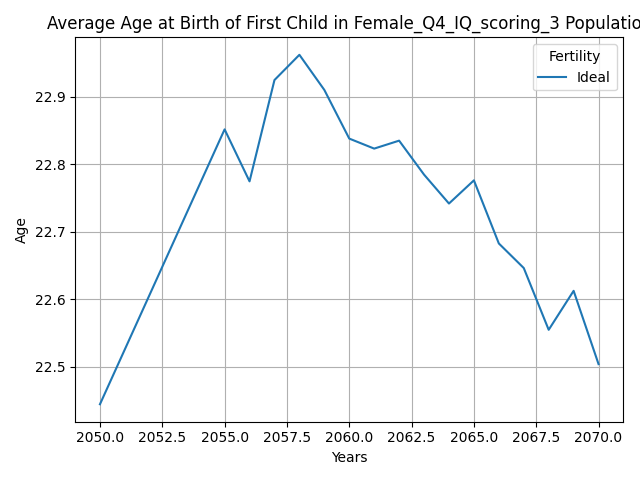 Average Age at Birth of First Child in Female_Q4_IQ_scoring_3 Populatio
Fertility
Ideal
22.9
22.8
22.7
22.6
22.5
Age
2050.0 2052.5 2055.0 2057.5 2060.0 2062.5 2065.0 2067.5 2070.0
Years